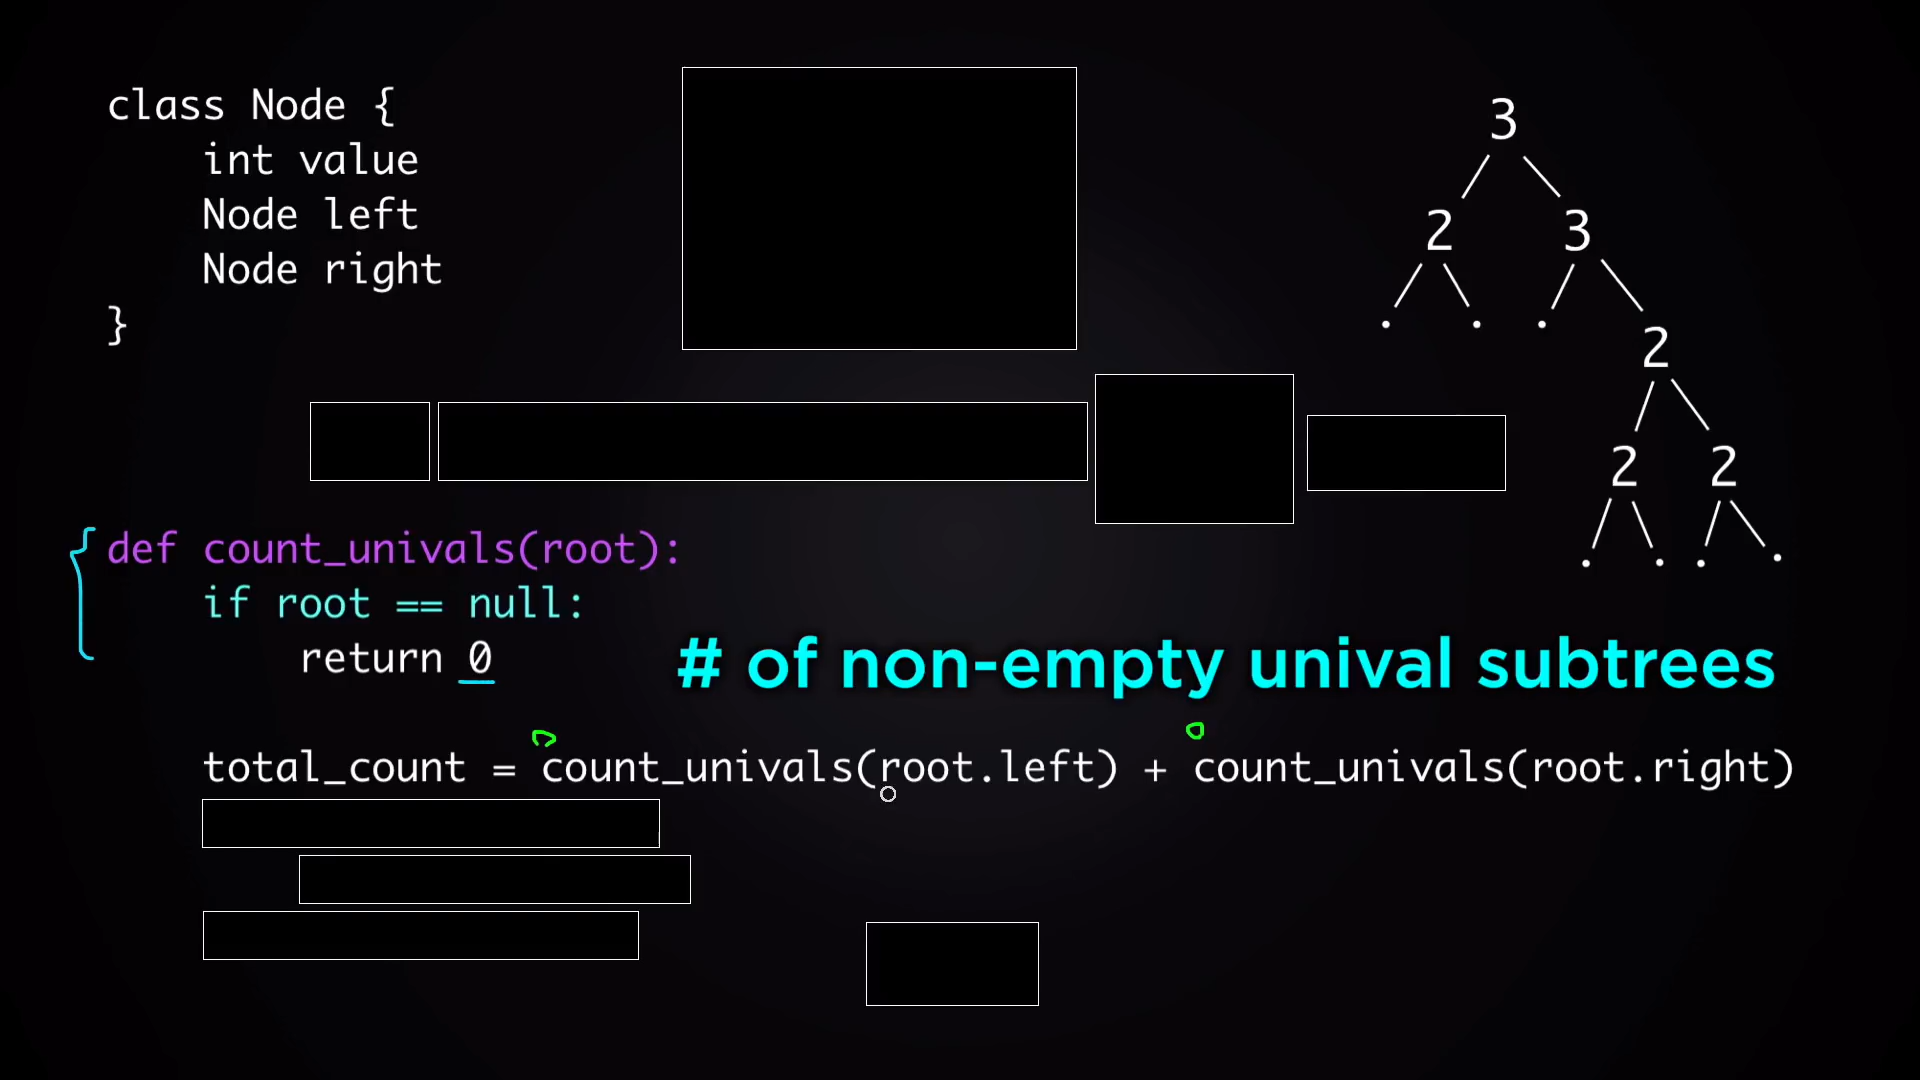 class Node {
int value
Node left
Node right
}
3
2 3
2
2 2
def count_univals(root):
if root == null:
return 0
# of non-empty unival subtrees
total_count = count_univals(root.left) + count_univals(root.right)